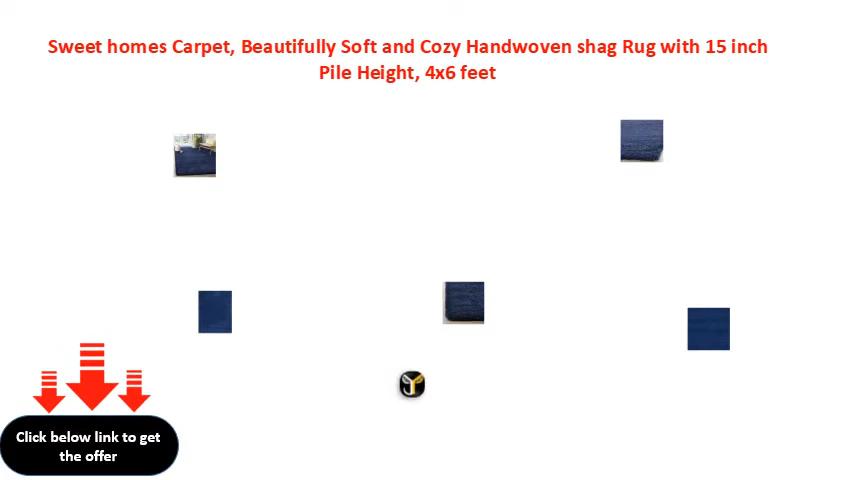 Sweet homes Carpet, Beautifully Soft and Cozy Handwoven shag Rug with 15 inch
Pile Height, 4x6 feet
Click below link to get
the offer